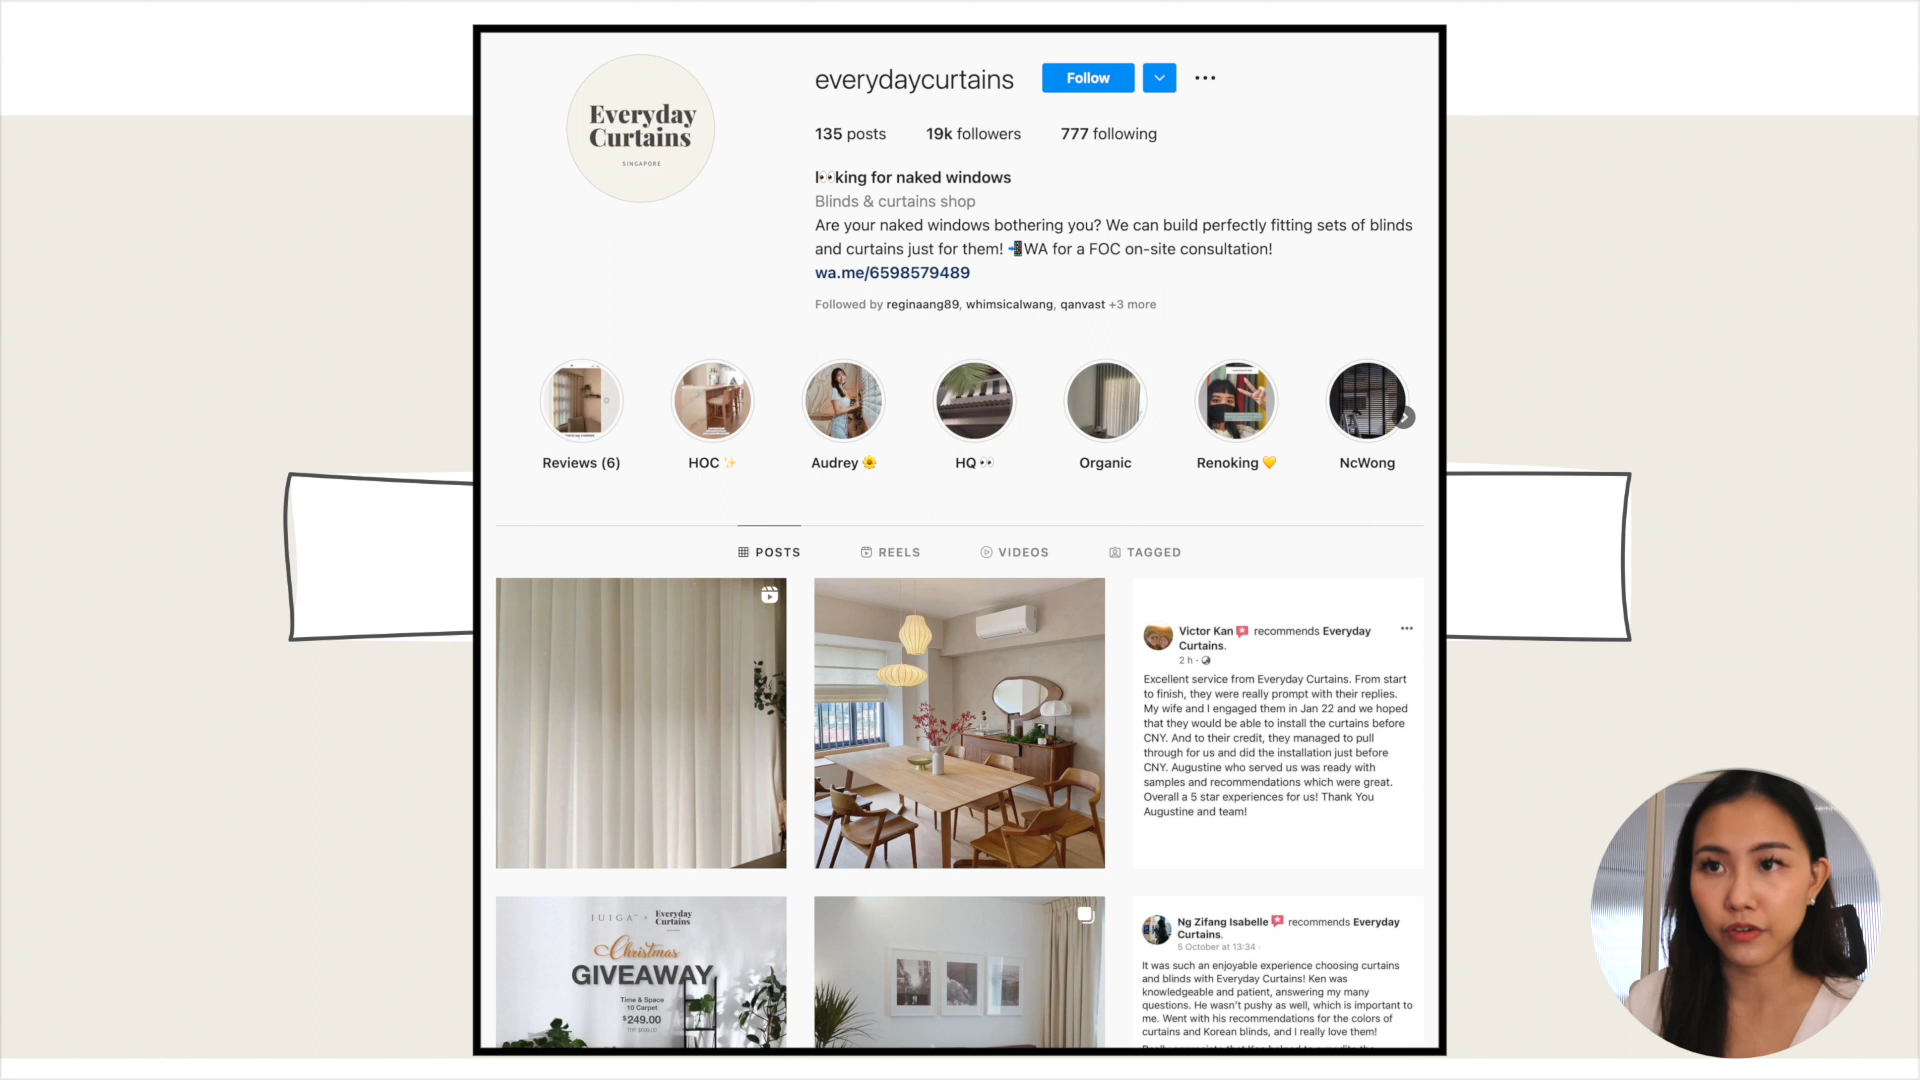 Everyday
Curtains
SINGAPORE
everydaycurtains
Follow
135 posts 19k followers 777 following
l👀king for naked windows
Blinds & curtains shop
Are your naked windows bothering you? We can build perfectly fitting sets of blinds
and curtains just for them! 📲WA for a FOC on-site consultation!
wa.me/6598579489
Followed by reginaang89, whimsicalwang, qanvast +3 more
Reviews (6)
HOC ✨
Audrey 🌼
HQ 👀
Organic
Renoking 💛
NcWong
POSTS
REELS
VIDEOS
TAGGED
Victor Kan recommends Everyday
Curtains.
2 h ·
Excellent service from Everyday Curtains. From start
to finish, they were really prompt with their replies.
My wife and I engaged them in Jan 22 and we hoped
that they would be able to install the curtains before
CNY. And to their credit, they managed to pull
through for us and did the installation just before
CNY. Augustine who served us was ready with
samples and recommendations which were great.
Overall a 5 star experiences for us! Thank You
Augustine and team!
IUIGA x Everyday
Curtains
Christmas
GIVEAWAY
Time & Space
10 Carpet
$249.00
Ng Zifang Isabelle recommends Everyday
Curtains.
5 October at 13:34 ·
It was such an enjoyable experience choosing curtains
and blinds with Everyday Curtains! Ken was
knowledgeable and patient, answering my many
questions. He wasn't pushy as well, which is important to
me. Went with his recommendations for the colors of
curtains and Korean blinds, and I really love them!